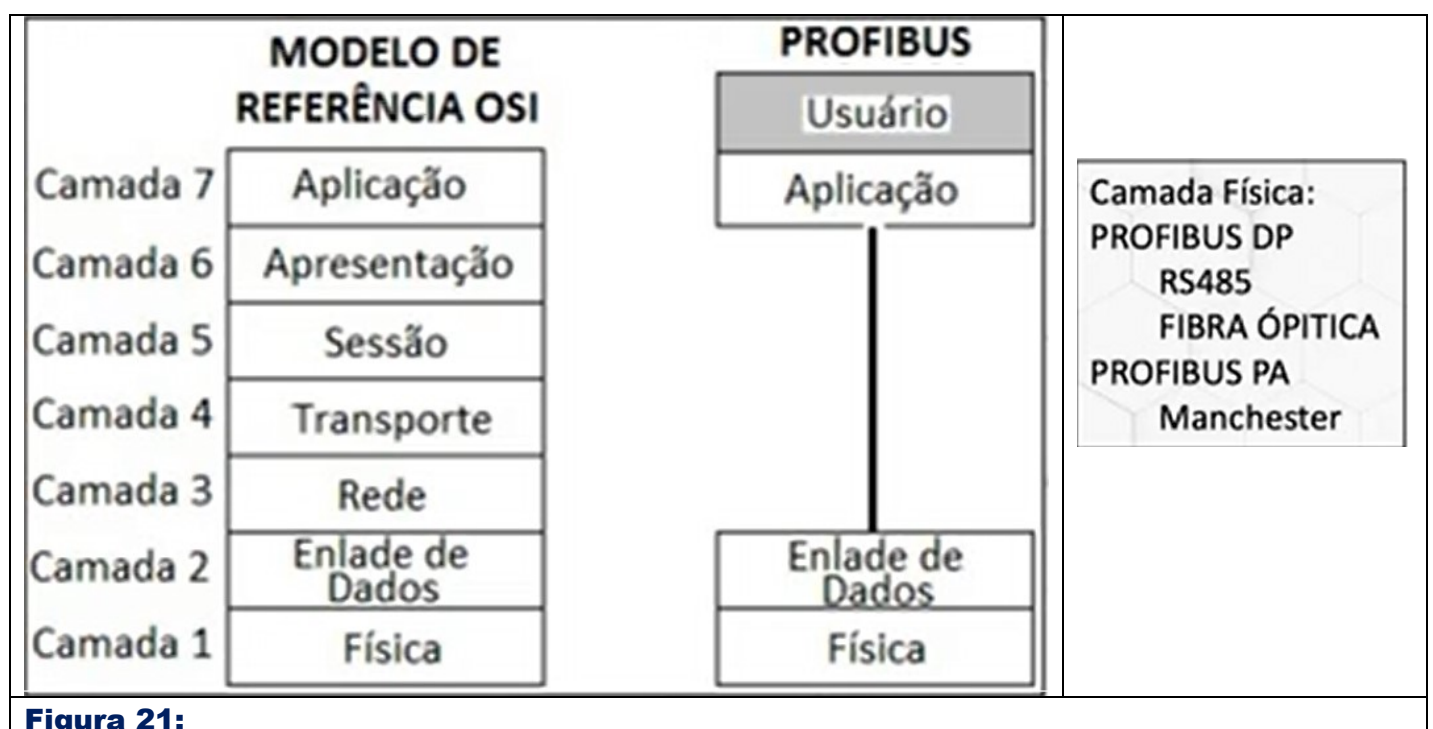 MODELO DE
REFERÊNCIA OSI
Camada 7 Aplicação
Camada 6 Apresentação
Camada 5 Sessão
Camada 4 Transporte
Camada 3 Rede
Camada 2 Enlade de
Dados
Camada 1 Física
PROFIBUS
Usuário
Aplicação
Enlade de
Dados
Física
Camada Física:
PROFIBUS DP
RS485
FIBRA ÓPITICA
PROFIBUS PA
Manchester
Figura 21: